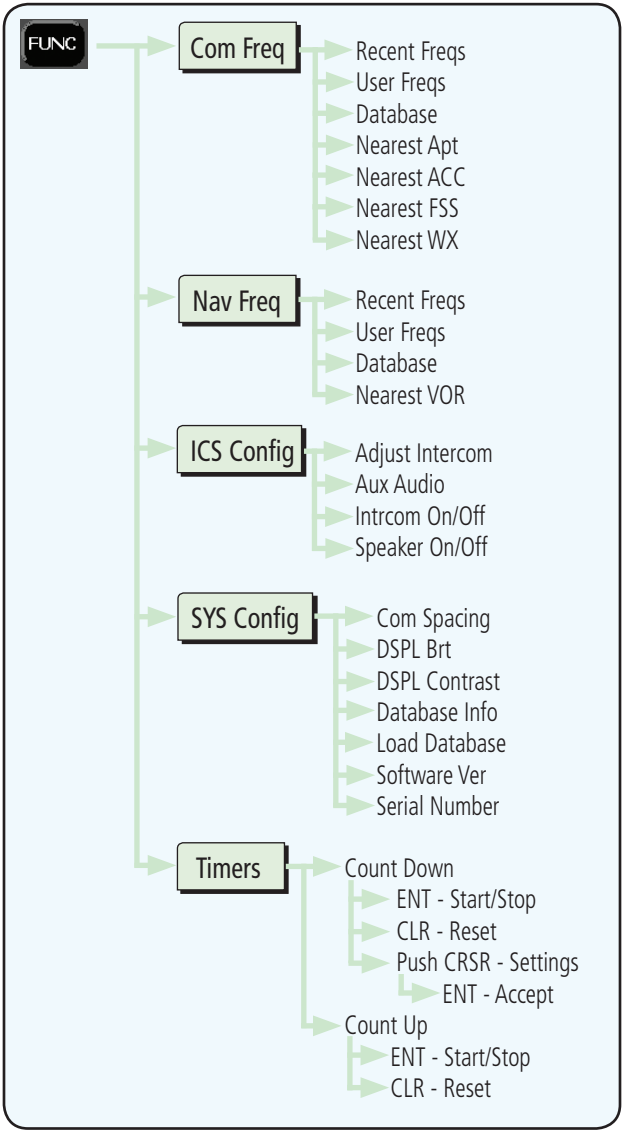 FUNC
Com Freq
Recent Freqs
User Freqs
Database
Nearest Apt
Nearest ACC
Nearest FSS
Nearest WX
Nav Freq
Recent Freqs
User Freqs
Database
Nearest VOR
ICS Config
Adjust Intercom
Aux Audio
Intrcom On/Off
Speaker On/Off
SYS Config
Com Spacing
DSPL Brt
DSPL Contrast
Database Info
Load Database
Software Ver
Serial Number
Timers
Count Down
ENT - Start/Stop
CLR - Reset
Push CRSR - Settings
ENT - Accept
Count Up
ENT - Start/Stop
CLR - Reset